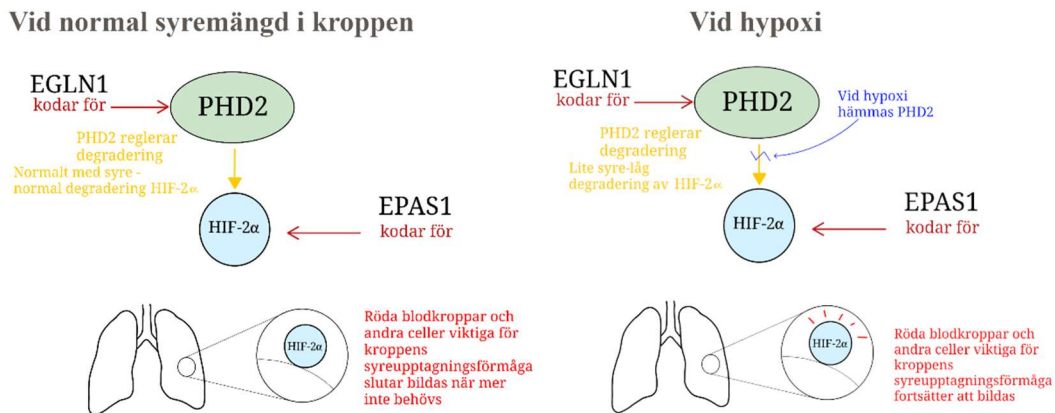 Vid normal syremängd i kroppen
EGLN1
kodar för
PHD2
PHD2 reglerar
degradering
Normalt med syre -
normal degradering HIF-2α
HIF-2α
EPAS1
kodar för
HIF-2α
Röda blodkroppar och
andra celler viktiga för
kroppens
syreupptagningsförmåga
slutar bildas när mer
inte behövs
Vid hypoxi
EGLN1
kodar för
PHD2
Vid hypoxi
hämmas PHD2
PHD2 reglerar
degradering
Lite syre-låg
degradering av HIF-2α
HIF-2α
EPAS1
kodar för
HIF-2α
Röda blodkroppar och
andra celler viktiga för
kroppens
syreupptagningsförmåga
fortsätter att bildas